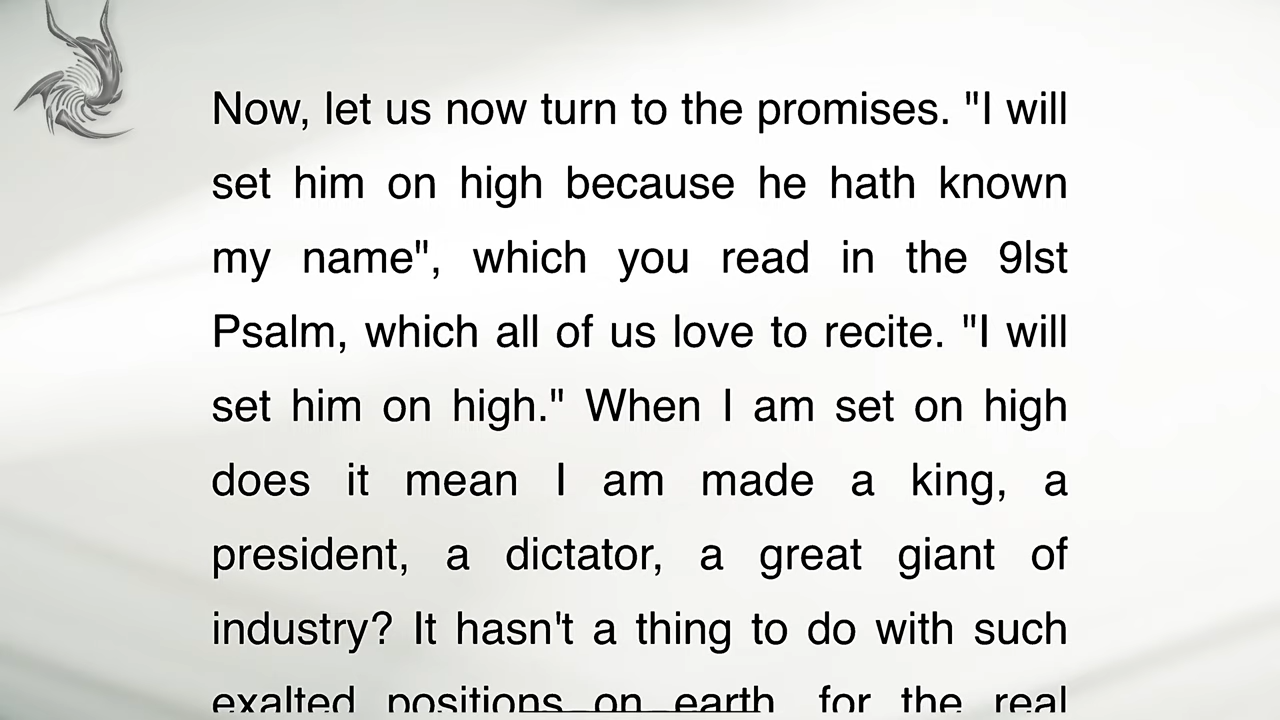 Now, let us now turn to the promises. "I will
set him on high because he hath known
my name", which you read in the 9lst
Psalm, which all of us love to recite. "I will
set him on high." When I am set on high
does it mean I am made a king, a
president, a dictator, a great giant of
industry? It hasn't a thing to do with such
exalted positions on earth, for the real